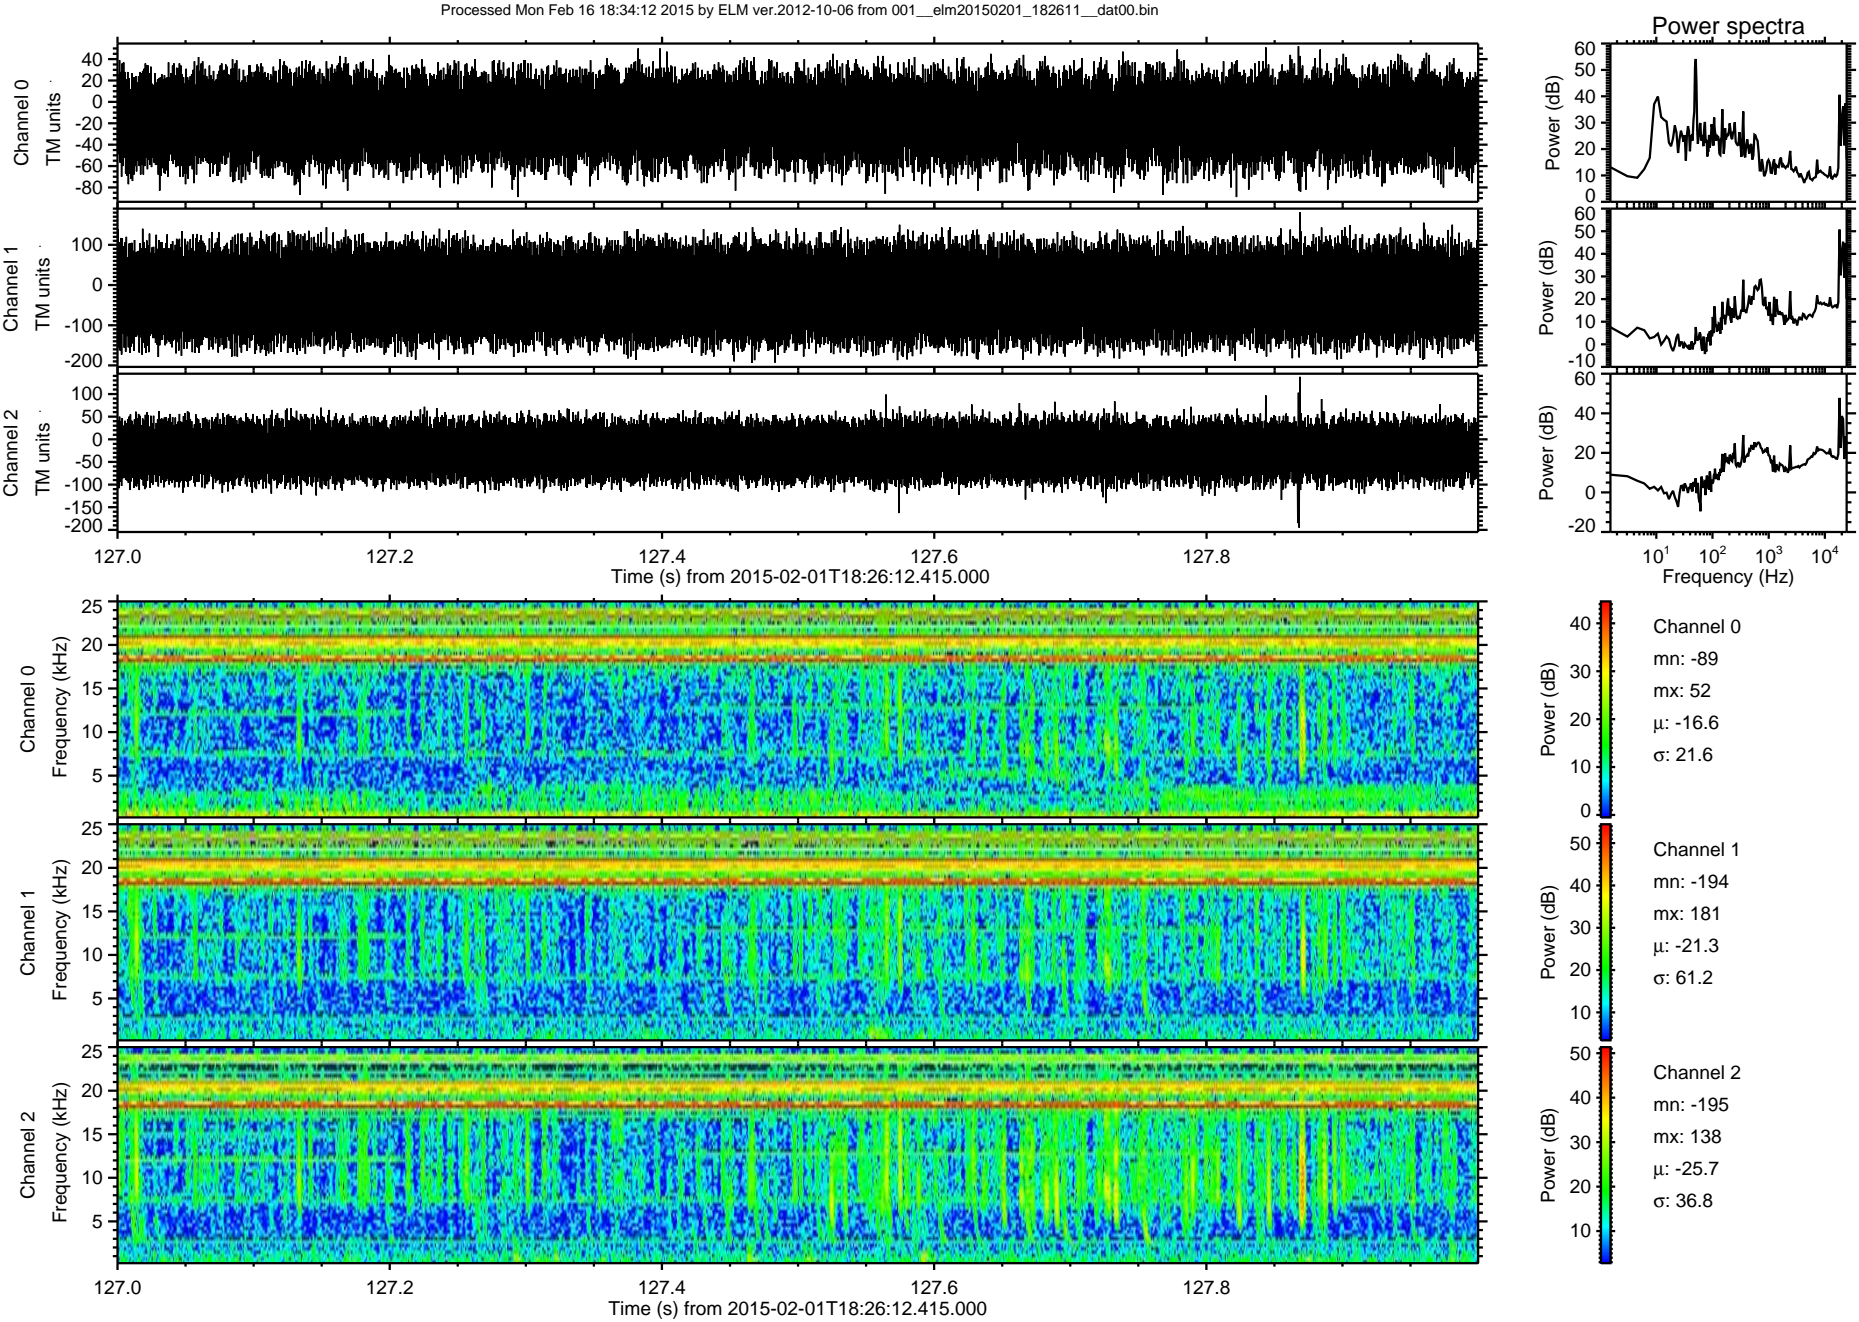 Processed Mon Feb 16 18:34:12 2015 by ELM ver.2012-10-06 from 001__elm20150201_182611__dat00.bin
Power spectra
Channel 0
TM units
40
20
0
-20
-40
-60
-80
Power (dB)
60
50
40
30
20
10
0
Channel 1
TM units
100
0
-100
-200
Power (dB)
60
50
40
30
20
10
0
-10
Channel 2
TM units
100
50
0
-50
-100
-150
-200
Power (dB)
60
40
20
0
-20
127.0 127.2 127.4 127.6 127.8
Time (s) from 2015-02-01T18:26:12.415.000
10^1 10^2 10^3 10^4
Frequency (Hz)
Channel 0
Frequency (kHz)
25
20
15
10
5
Power (dB)
40
30
20
10
0
Channel 0
mn: -89
mx: 52
μ: -16.6
σ: 21.6
Channel 1
Frequency (kHz)
25
20
15
10
5
Power (dB)
50
40
30
20
10
Channel 1
mn: -194
mx: 181
μ: -21.3
σ: 61.2
Channel 2
Frequency (kHz)
25
20
15
10
5
Power (dB)
50
40
30
20
10
Channel 2
mn: -195
mx: 138
μ: -25.7
σ: 36.8
127.0 127.2 127.4 127.6 127.8
Time (s) from 2015-02-01T18:26:12.415.000